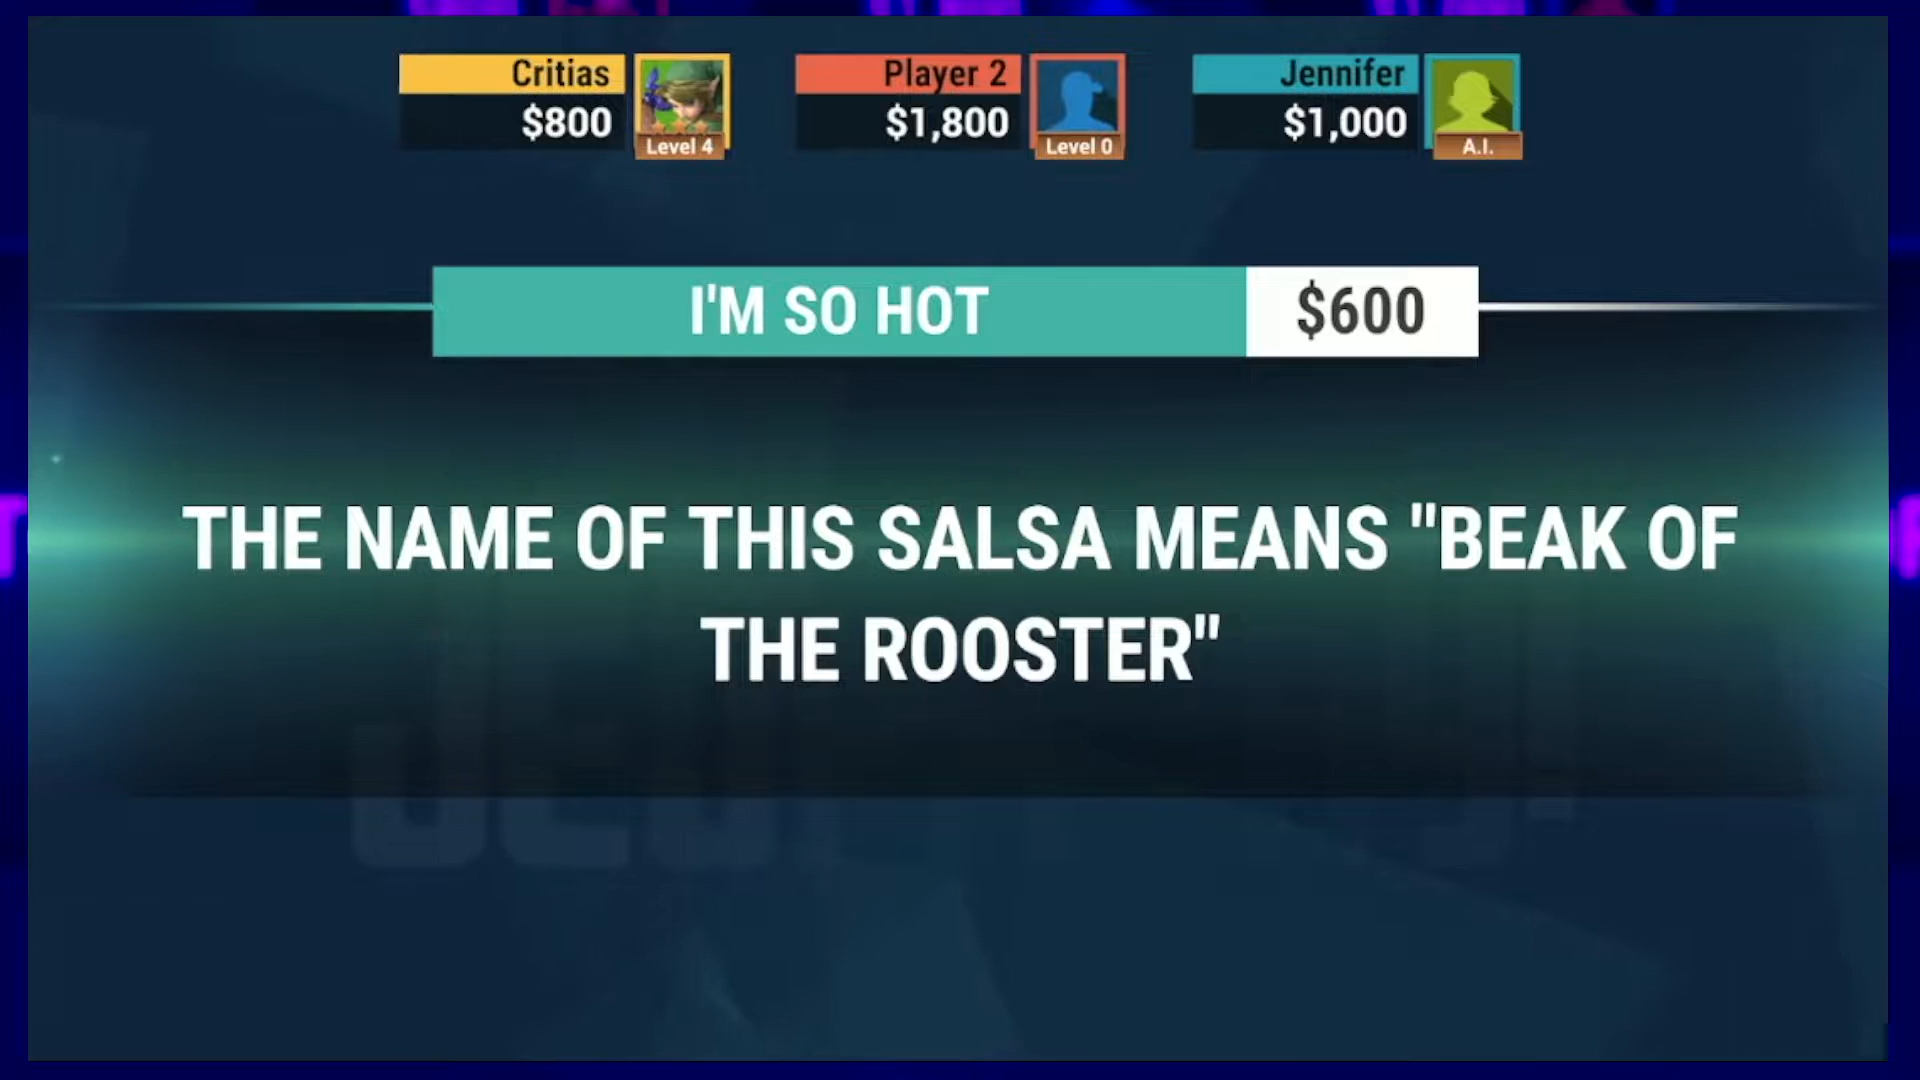 Critias
$800
Level 4
Player 2
$1,800
Level 0
Jennifer
$1,000
A.I.
I'M SO HOT
$600
THE NAME OF THIS SALSA MEANS "BEAK OF
THE ROOSTER"